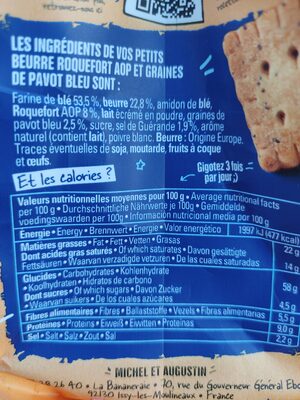 LES INGRÉDIENTS DE VOS PETITS
BEURRE ROQUEFORT AOP ET GRAINES
DE PAVOT BLEU SONT :
Farine de blé 53,5 %, beurre 22,8 %, amidon de blé,
Roquefort AOP 8 %, lait écrémé en poudre, graines de
pavot bleu 2,5 %, sucre, sel de Guérande 1,9 %, arôme
naturel (contient lait), poivre blanc. Beurre : Origine Europe.
Traces éventuelles de soja, moutarde, fruits à coque
et œufs.
Gigotez 3 fois
par jour ;)
Et les calories ?
Valeurs nutritionnelles moyennes pour 100 g • Average nutritional facts
per 100 g • Durchschnittliche Nährwerte je 100g • Gemiddelde
voedingswaarden per 100g • Información nutricional media por 100 g
Énergie • Energy • Brennwert • Energie • Valor energético 1997 kJ (477 kcal)
Matières grasses • Fat • Fett • Vetten • Grasas 22 g
Dont acides gras saturés • Of which saturates • Davon gesättigte
Fettsäuren • Waarvan verzadigde vetzuren • De las cuales saturadas 14 g
Glucides • Carbohydrates • Kohlenhydrate
• Koolhydraten • Hidratos de carbono 58 g
Dont sucres • Of which sugars • Davon Zucker
• Waarvan suikers • De los cuales azúcares 4,5 g
Fibres alimentaires • Fibres • Ballaststoffe • Vezels • Fibras alimentarias 5,5 g
Protéines • Proteins • Eiweiß • Eiwitten • Proteínas 9,0 g
Sel • Salt • Salz • Zout • Sal 2,2 g
MICHEL ET AUGUSTIN
28 26 40 • La Bananeraie • 10, rue du Gouverneur Général Ebo
92130 Issy-les-Moulineaux • France